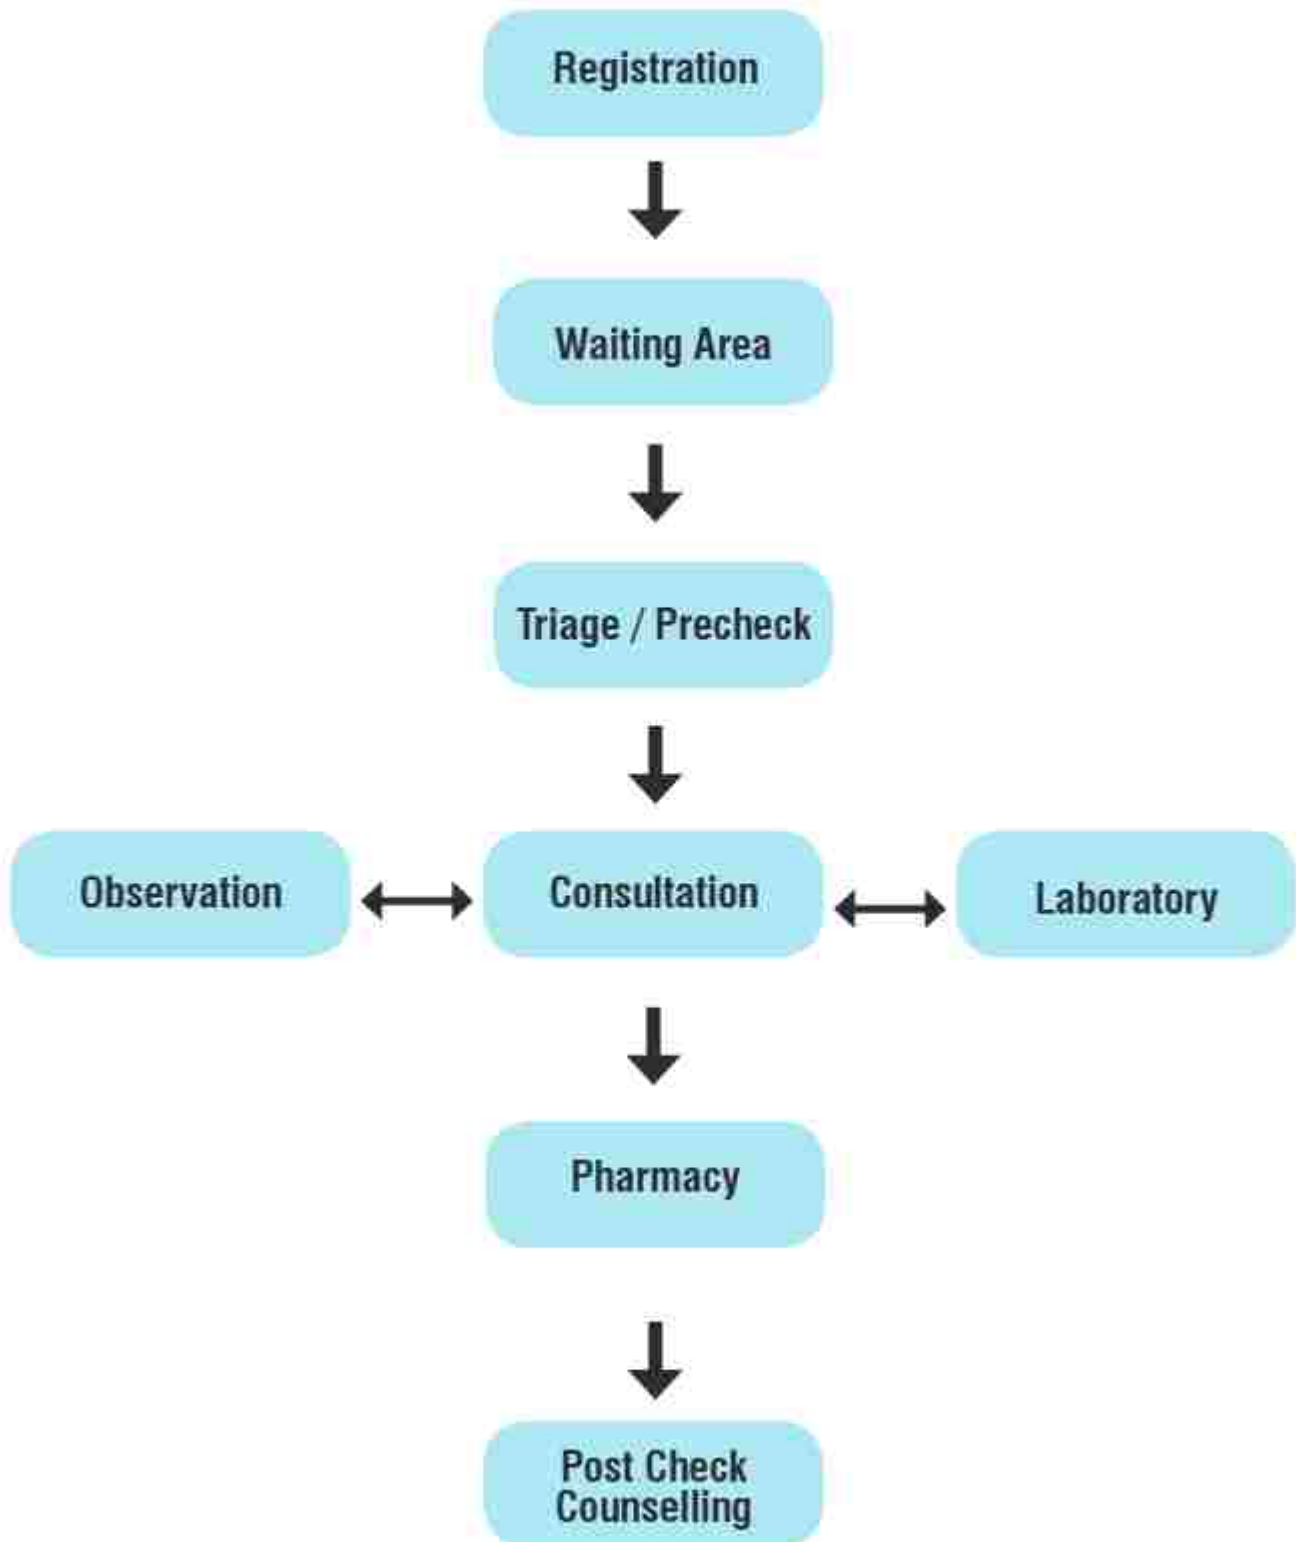 Registration
Waiting Area
Triage / Precheck
Observation
Consultation
Laboratory
Pharmacy
Post Check
Counselling